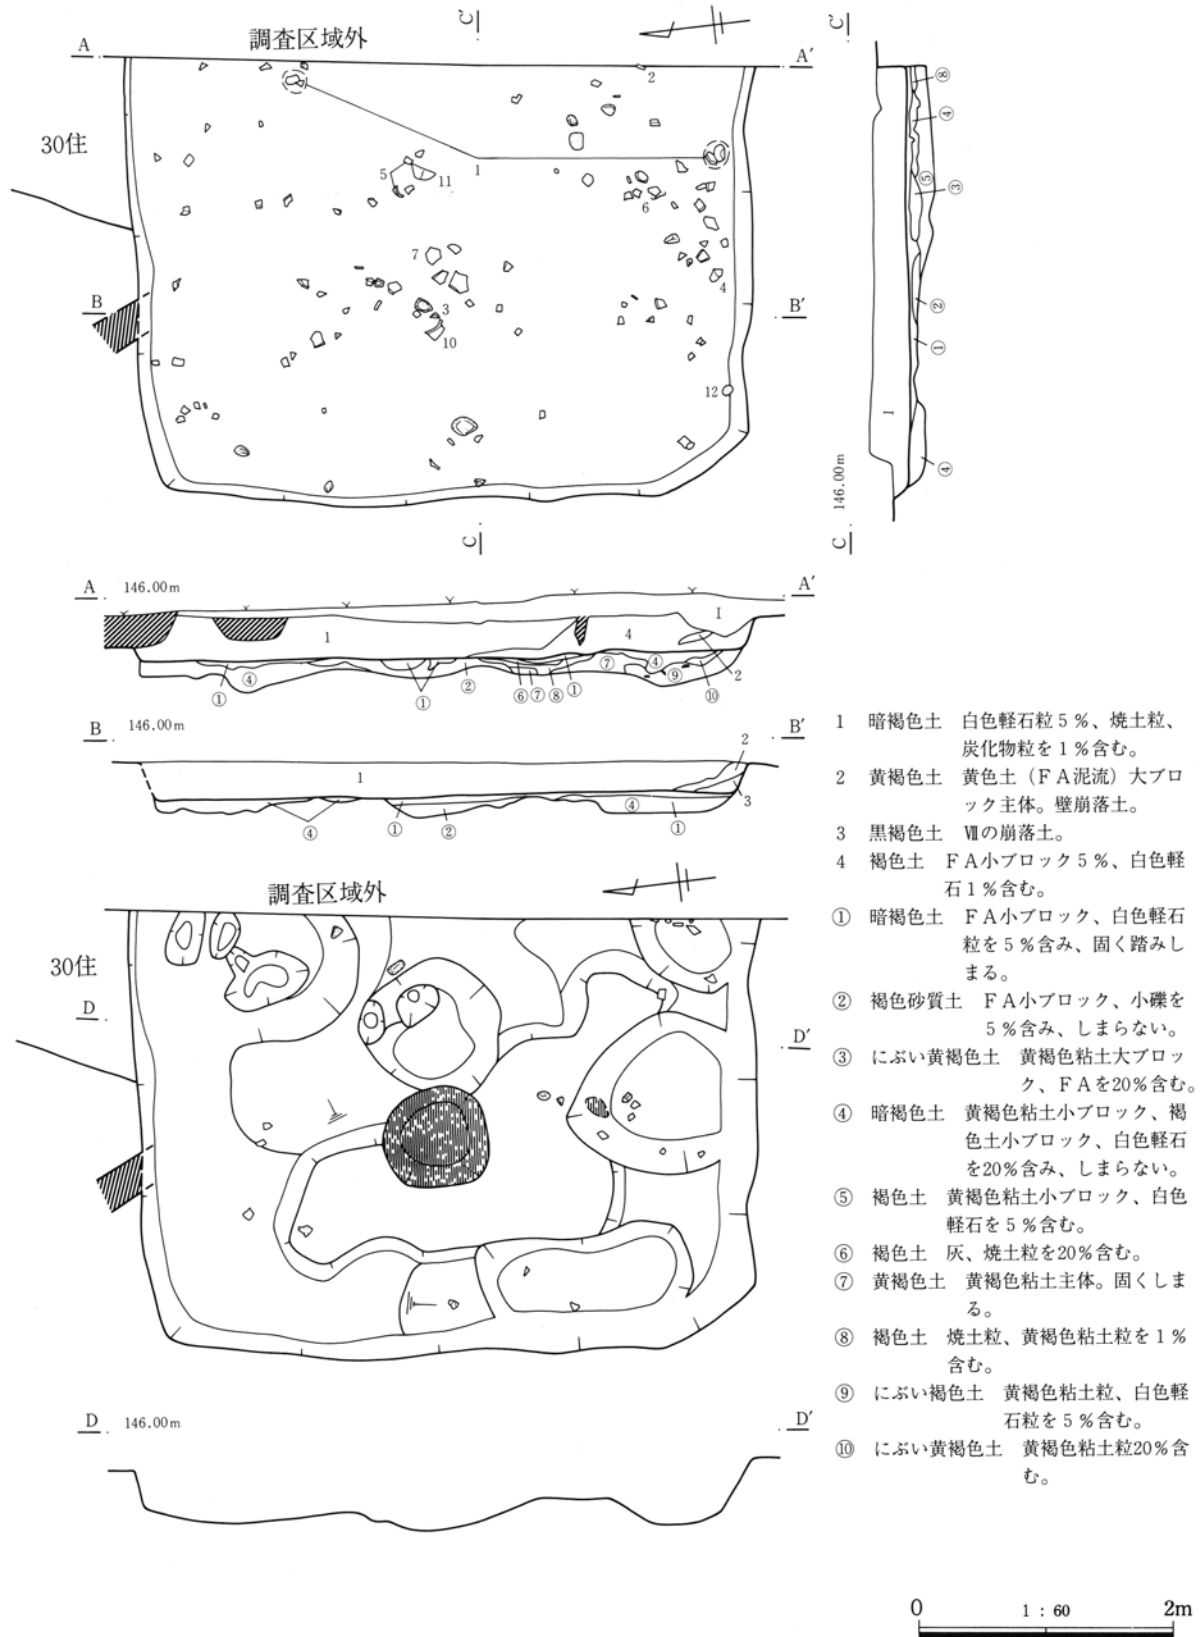 C′
C′
調査区域外
A
A′
2
30住
5
11
1
6
7
4
B
3
B′
10
12
C
⑧
④
⑤
③
②
①
1
④
146.00m
C
A 146.00m
A′
I
1
4
2
① ④ ① ② ⑥ ⑦ ⑧ ① ⑦ ④ ⑨ ⑩
B 146.00m
B′
2
1
3
④ ① ② ④ ①
調査区域外
30住
D
D′
D 146.00m
D′
1 暗褐色土 白色軽石粒5%、焼土粒、
炭化物粒を1%含む。
2 黄褐色土 黄色土(FA泥流)大ブロ
ック主体。壁崩落土。
3 黒褐色土 Ⅶの崩落土。
4 褐色土 FA小ブロック5%、白色軽
石1%含む。
① 暗褐色土 FA小ブロック、白色軽石
粒を5%含み、固く踏みし
まる。
② 褐色砂質土 FA小ブロック、小礫を
5%含み、しまらない。
③ にぶい黄褐色土 黄褐色粘土大ブロッ
ク、FAを20%含む。
④ 暗褐色土 黄褐色粘土小ブロック、褐
色土小ブロック、白色軽石
を20%含み、しまらない。
⑤ 褐色土 黄褐色粘土小ブロック、白色
軽石を5%含む。
⑥ 褐色土 灰、焼土粒を20%含む。
⑦ 黄褐色土 黄褐色粘土主体。固くしま
る。
⑧ 褐色土 焼土粒、黄褐色粘土粒を1%
含む。
⑨ にぶい褐色土 黄褐色粘土粒、白色軽
石粒を5%含む。
⑩ にぶい黄褐色土 黄褐色粘土粒20%含
む。
0 1:60 2m